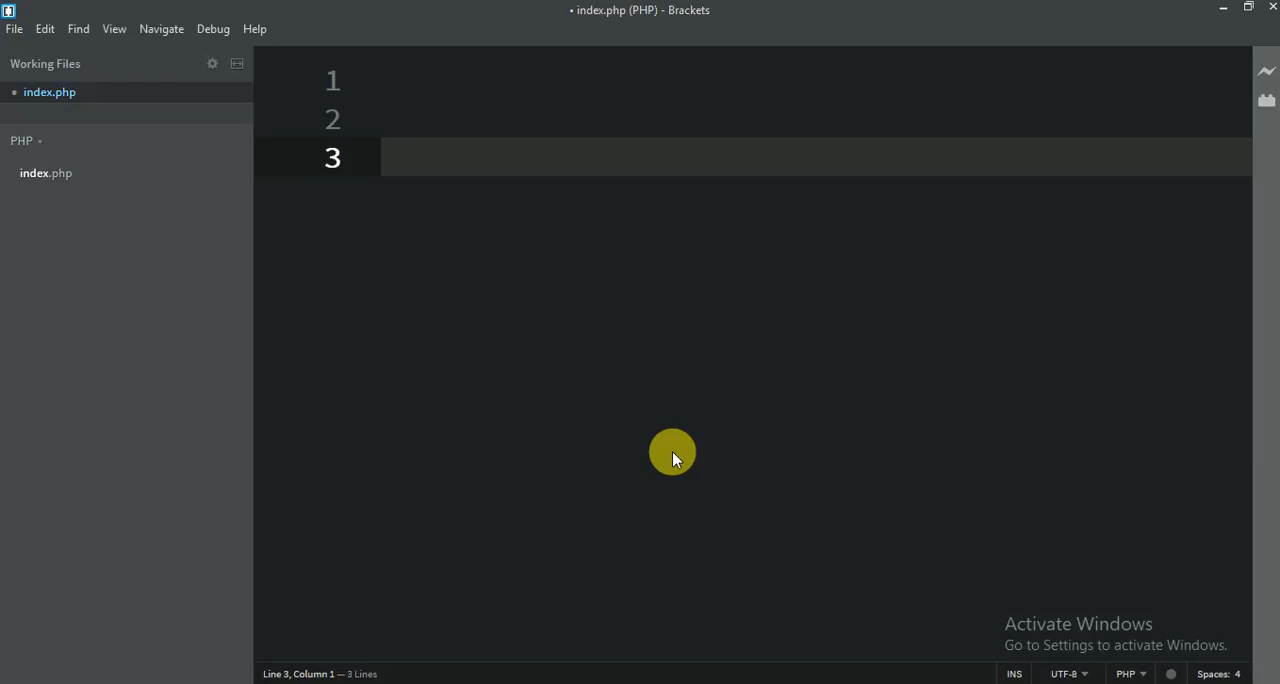 • index.php (PHP) - Brackets
File Edit Find View Navigate Debug Help
Working Files
index.php
PHP
index.php
1
2
3
Activate Windows
Go to Settings to activate Windows.
Line 3, Column 1 — 3 Lines
INS UTF-8 PHP Spaces: 4